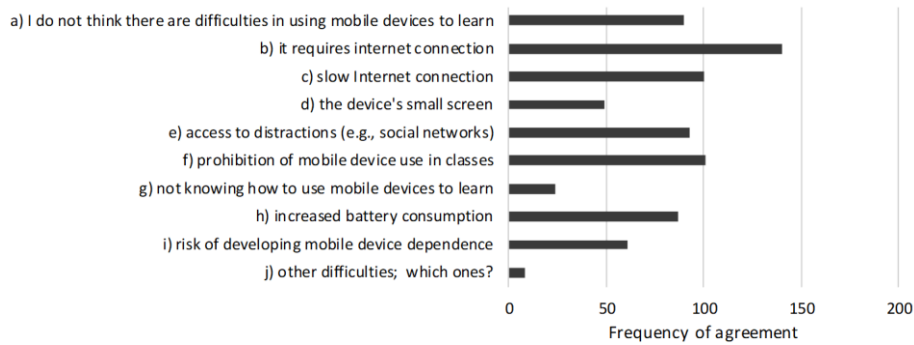 a) I do not think there are difficulties in using mobile devices to learn
b) it requires internet connection
c) slow Internet connection
d) the device's small screen
e) access to distractions (e.g., social networks)
f) prohibition of mobile device use in classes
g) not knowing how to use mobile devices to learn
h) increased battery consumption
i) risk of developing mobile device dependence
j) other difficulties; which ones?
0 50 100 150 200
Frequency of agreement